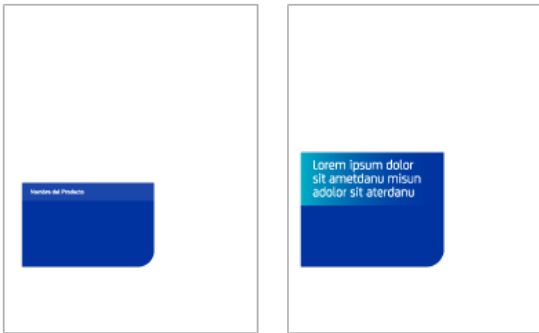 Nombre del Producto
Lorem ipsum dolor
sit ametdanu misun
adolor sit aterdanu